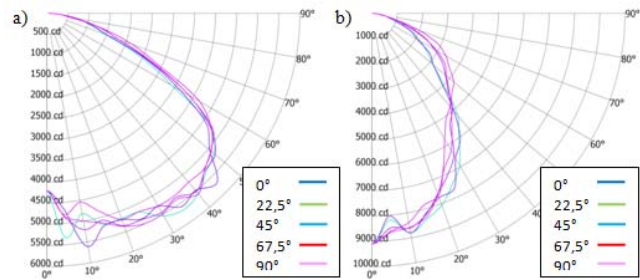 a)
90°
500 cd
1000 cd
1500 cd
2000 cd
2500 cd
3000 cd
3500 cd
4000 cd
4500 cd
5000 cd
5500 cd
6000 cd
80°
70°
60°
40°
30°
20°
10°
0°
0°
22,5°
45°
67,5°
90°
b)
90°
1000 cd
2000 cd
3000 cd
4000 cd
5000 cd
6000 cd
7000 cd
8000 cd
9000 cd
10000 cd
80°
70°
60°
40°
30°
20°
10°
0°
0°
22,5°
45°
67,5°
90°